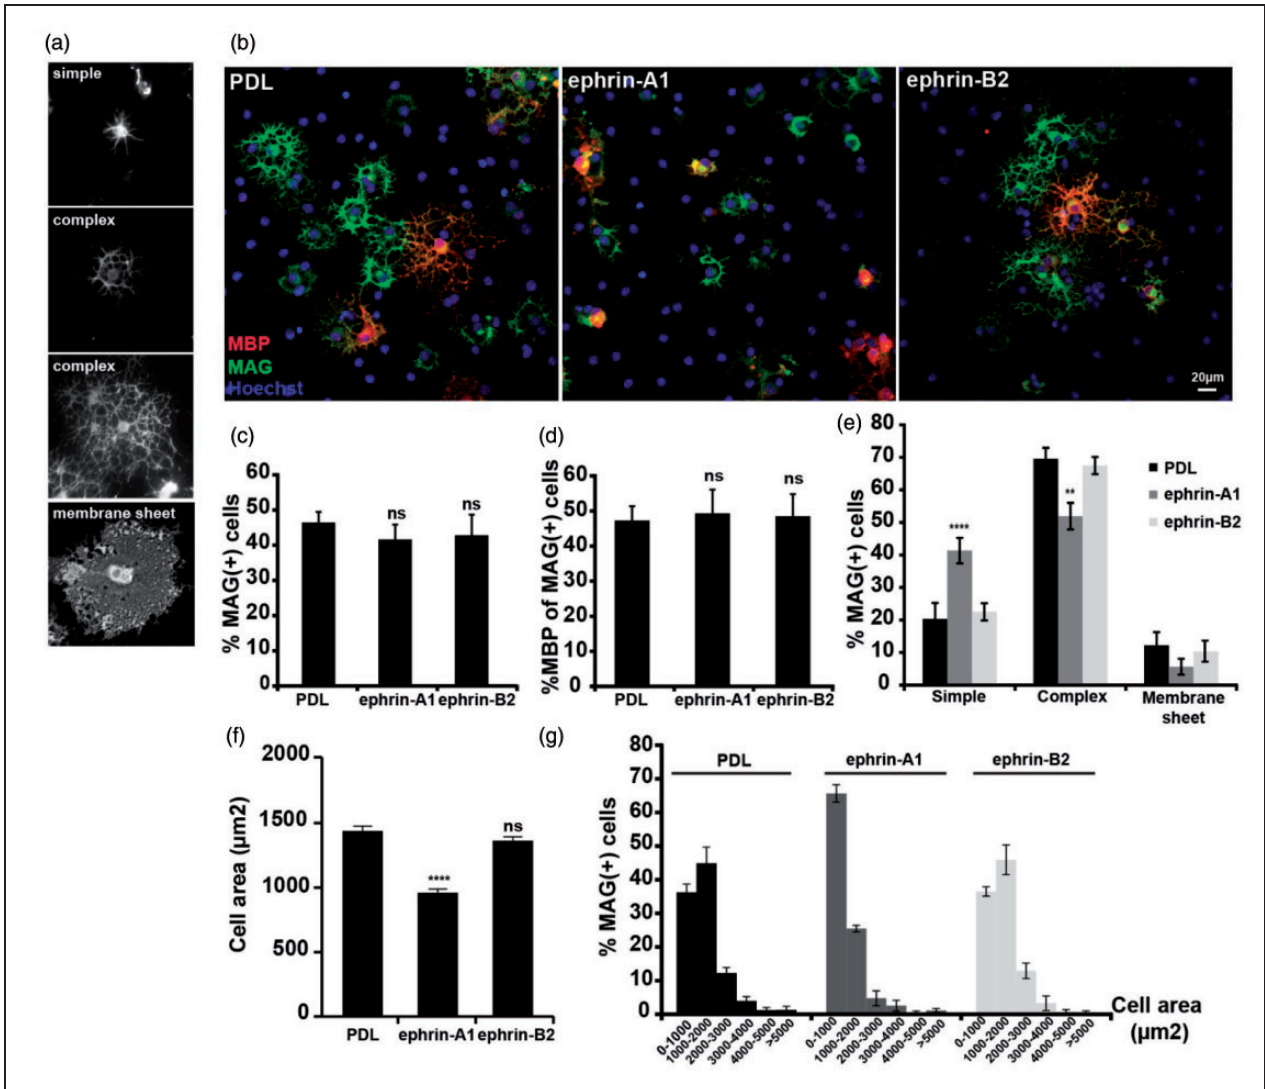 (a)
simple
complex
complex
membrane sheet
(b)
PDL
ephrin-A1
ephrin-B2
MBP
MAG
Hoechst
20µm
(c)
% MAG(+) cells
60
50
40
30
20
10
0
ns
ns
PDL
ephrin-A1
ephrin-B2
(d)
%MBP of MAG(+) cells
60
50
40
30
20
10
0
ns
ns
PDL
ephrin-A1
ephrin-B2
(e)
% MAG(+) cells
80
70
60
50
40
30
20
10
0
****
**
PDL
ephrin-A1
ephrin-B2
Simple
Complex
Membrane
sheet
(f)
Cell area (µm2)
2000
1500
1000
500
0
****
ns
PDL
ephrin-A1
ephrin-B2
(g)
% MAG(+) cells
80
70
60
50
40
30
20
10
0
PDL
ephrin-A1
ephrin-B2
0-1000
1000-2000
2000-3000
3000-4000
4000-5000
>5000
0-1000
1000-2000
2000-3000
3000-4000
4000-5000
>5000
0-1000
1000-2000
2000-3000
3000-4000
4000-5000
>5000
Cell area
(µm2)